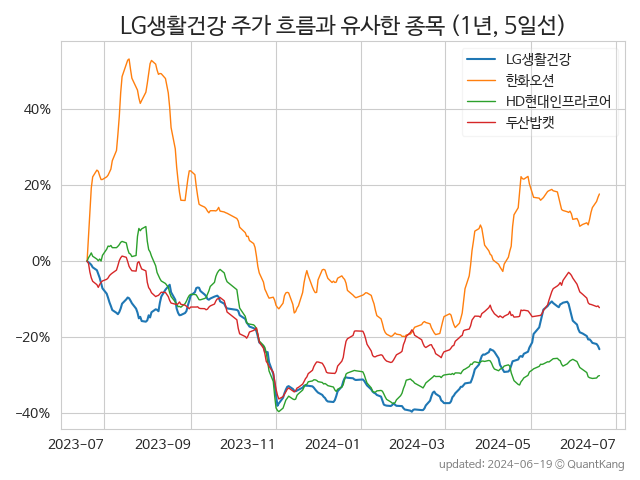 LG생활건강 주가 흐름과 유사한 종목 (1년, 5일선)
LG생활건강
한화오션
HD현대인프라코어
두산밥캣
40%
20%
0%
−20%
−40%
2023-07 2023-09 2023-11 2024-01 2024-03 2024-05 2024-07
updated: 2024-06-19 © QuantKang